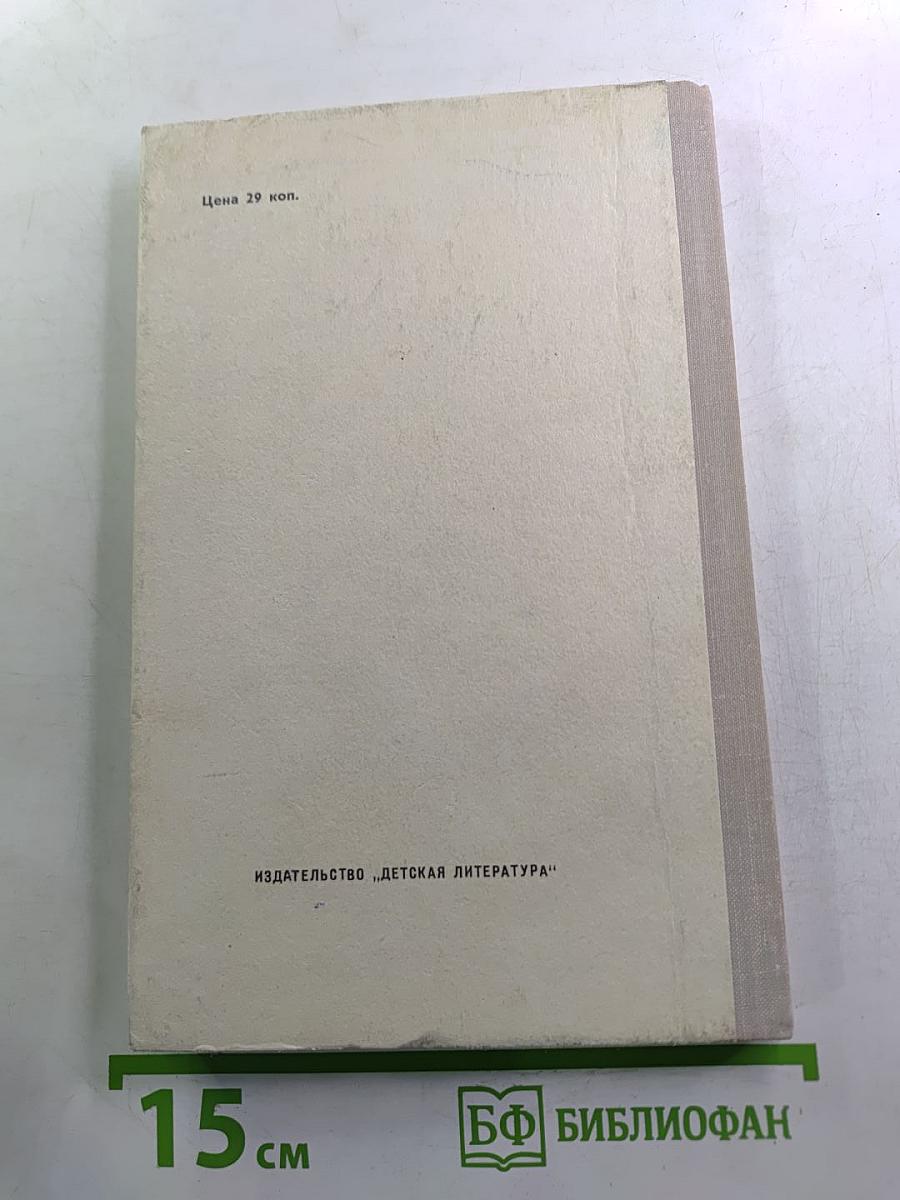 Цена 29 коп.
ИЗДАТЕЛЬСТВО „ДЕТСКАЯ ЛИТЕРАТУРА“
15 см
БФ БИБЛИОФАН